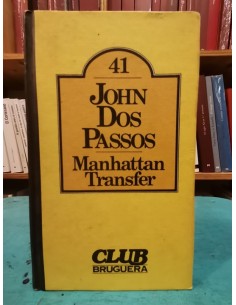 41
JOHN
DOS
PASSOS
Manhattan
Transfer
CLUB
BRUGUERA